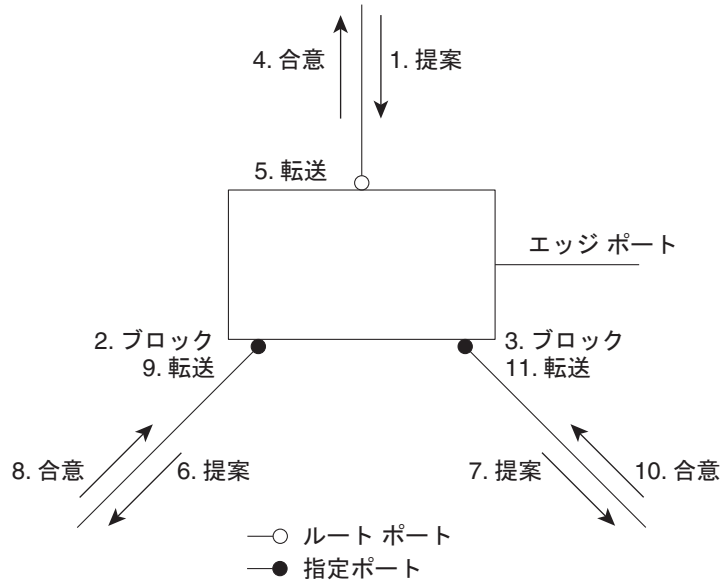 4. 合意
1. 提案
5. 転送
エッジ ポート
2. ブロック
9. 転送
3. ブロック
11. 転送
8. 合意
6. 提案
7. 提案
10. 合意
ルート ポート
指定ポート